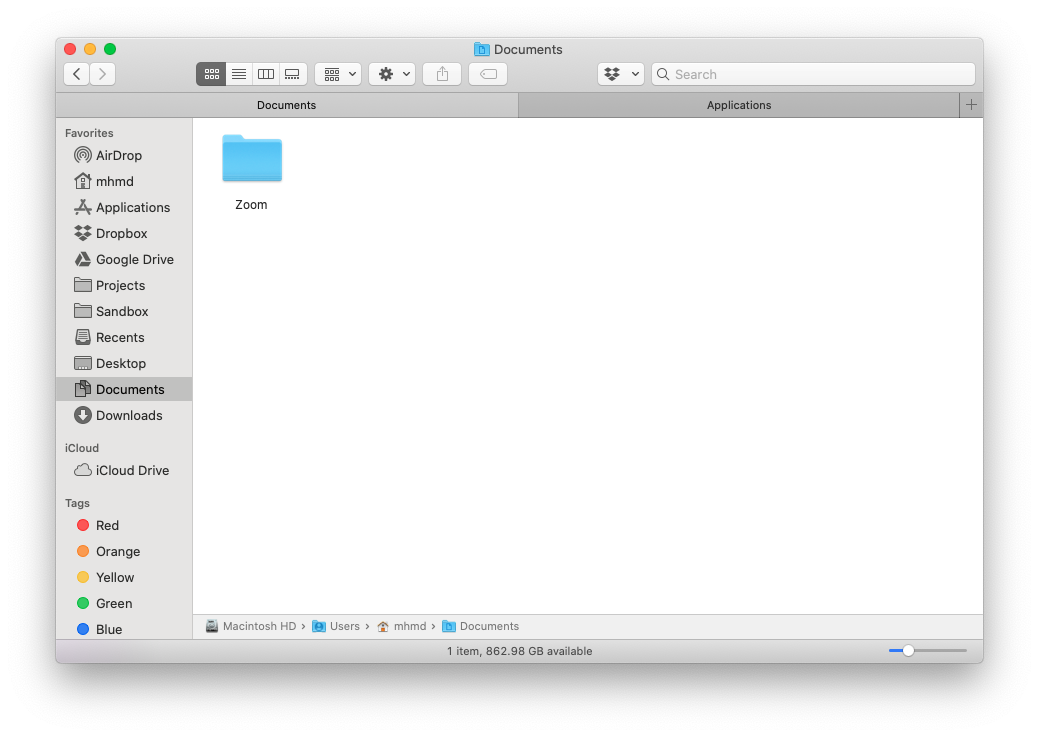 Documents
Search
Documents Applications
Favorites
AirDrop
mhmd
Applications
Dropbox
Google Drive
Projects
Sandbox
Recents
Desktop
Documents
Downloads
iCloud
iCloud Drive
Tags
Red
Orange
Yellow
Green
Blue
Zoom
Macintosh HD › Users › mhmd › Documents
1 item, 862.98 GB available